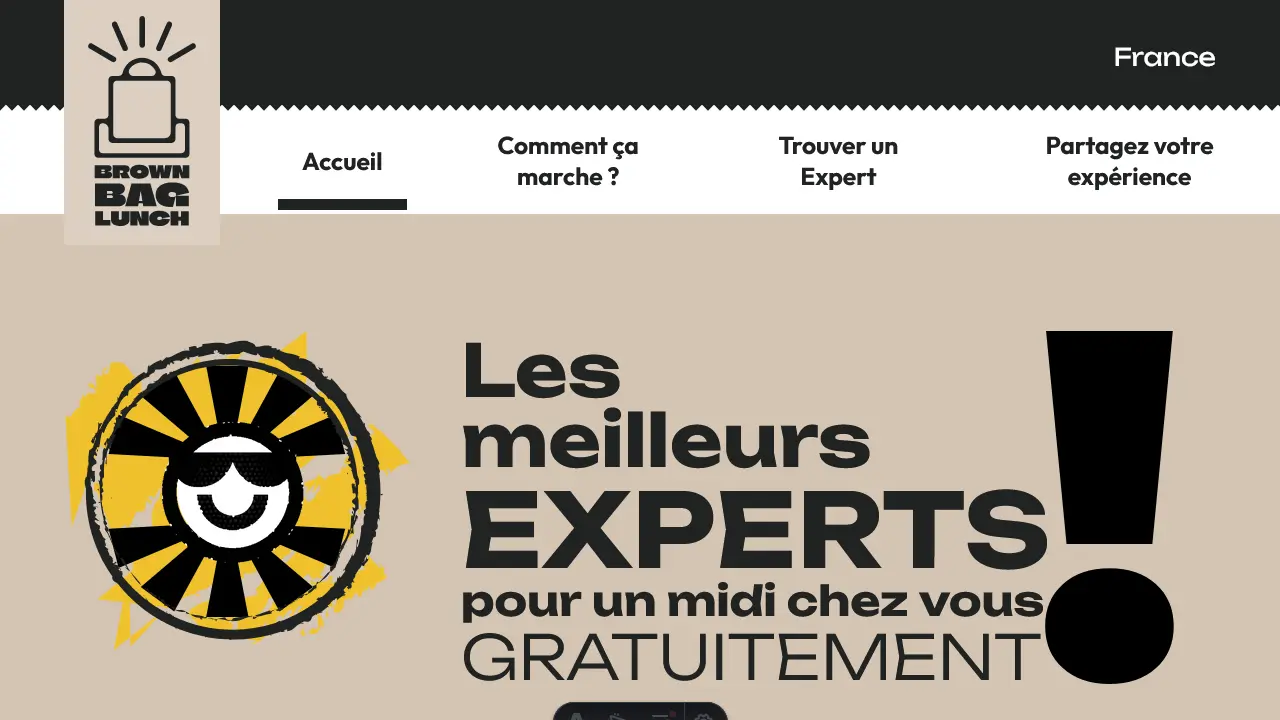 France
BROWN
BAG
LUNCH
Accueil
Comment ça
marche ?
Trouver un
Expert
Partagez votre
expérience
Les
meilleurs
EXPERTS
pour un midi chez vous
GRATUITEMENT
!